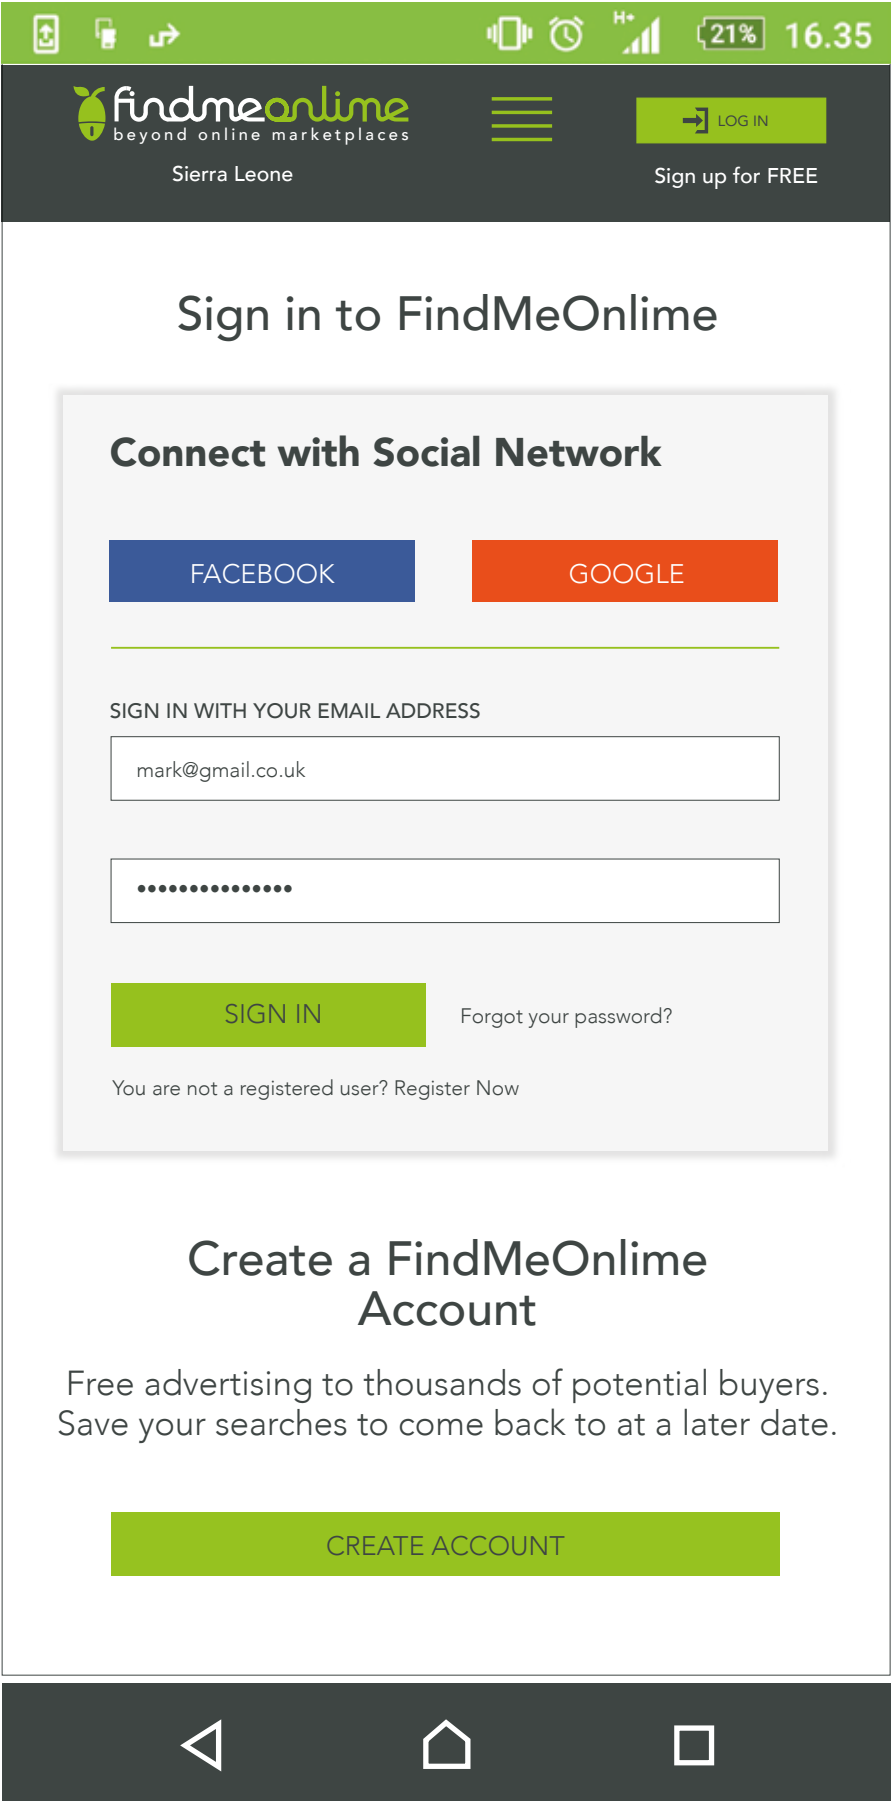 H+ 21% 16.35
findmeonlime
beyond online marketplaces
LOG IN
Sierra Leone
Sign up for FREE
Sign in to FindMeOnlime
Connect with Social Network
FACEBOOK
GOOGLE
SIGN IN WITH YOUR EMAIL ADDRESS
mark@gmail.co.uk
•••••••••••••••
SIGN IN
Forgot your password?
You are not a registered user? Register Now
Create a FindMeOnlime
Account
Free advertising to thousands of potential buyers.
Save your searches to come back to at a later date.
CREATE ACCOUNT